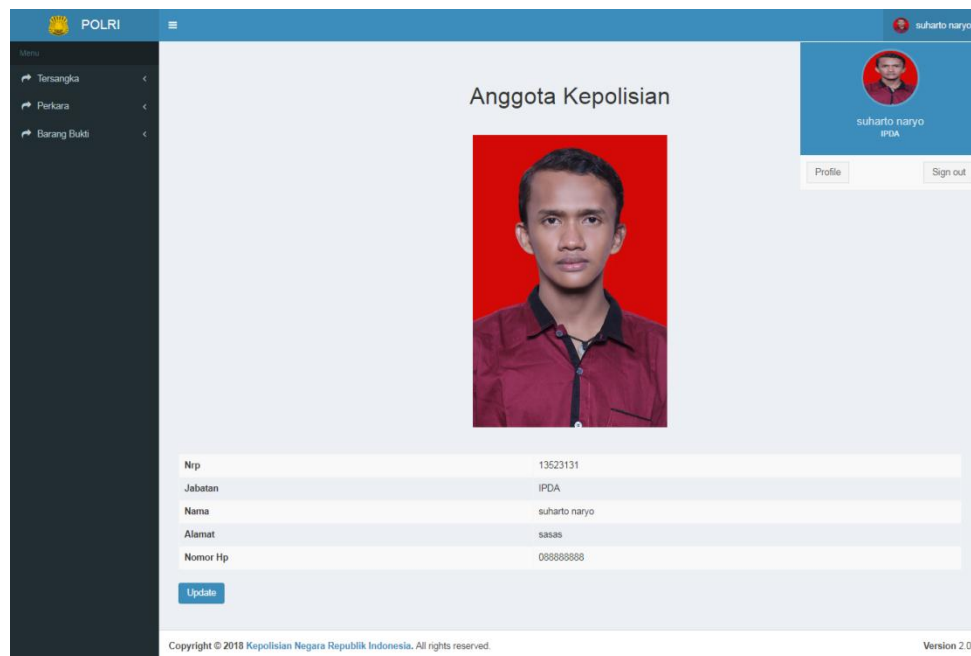 POLRI
suharto naryo
Menu
Tersangka
Perkara
Barang Bukti
Anggota Kepolisian
suharto naryo
IPDA
Profile
Sign out
Nrp 13523131
Jabatan IPDA
Nama suharto naryo
Alamat sasas
Nomor Hp 088888888
Update
Copyright © 2018 Kepolisian Negara Republik Indonesia. All rights reserved.
Version 2.0